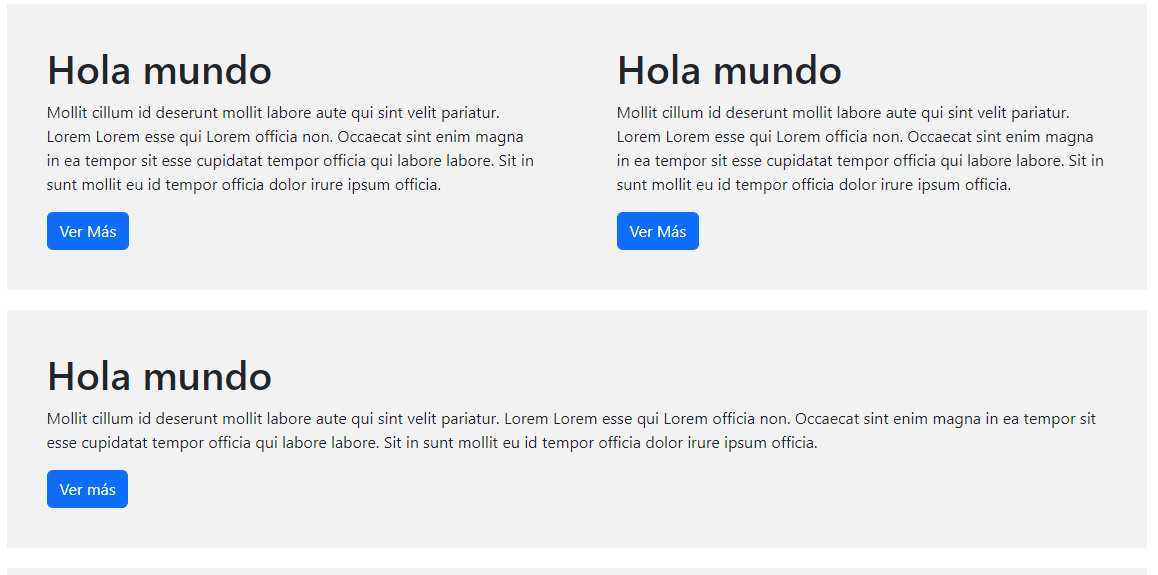 Hola mundo
Mollit cillum id deserunt mollit labore aute qui sint velit pariatur.
Lorem Lorem esse qui Lorem officia non. Occaecat sint enim magna
in ea tempor sit esse cupidatat tempor officia qui labore labore. Sit in
sunt mollit eu id tempor officia dolor irure ipsum officia.
Ver Más
Hola mundo
Mollit cillum id deserunt mollit labore aute qui sint velit pariatur.
Lorem Lorem esse qui Lorem officia non. Occaecat sint enim magna
in ea tempor sit esse cupidatat tempor officia qui labore labore. Sit in
sunt mollit eu id tempor officia dolor irure ipsum officia.
Ver Más
Hola mundo
Mollit cillum id deserunt mollit labore aute qui sint velit pariatur. Lorem Lorem esse qui Lorem officia non. Occaecat sint enim magna in ea tempor sit
esse cupidatat tempor officia qui labore labore. Sit in sunt mollit eu id tempor officia dolor irure ipsum officia.
Ver más